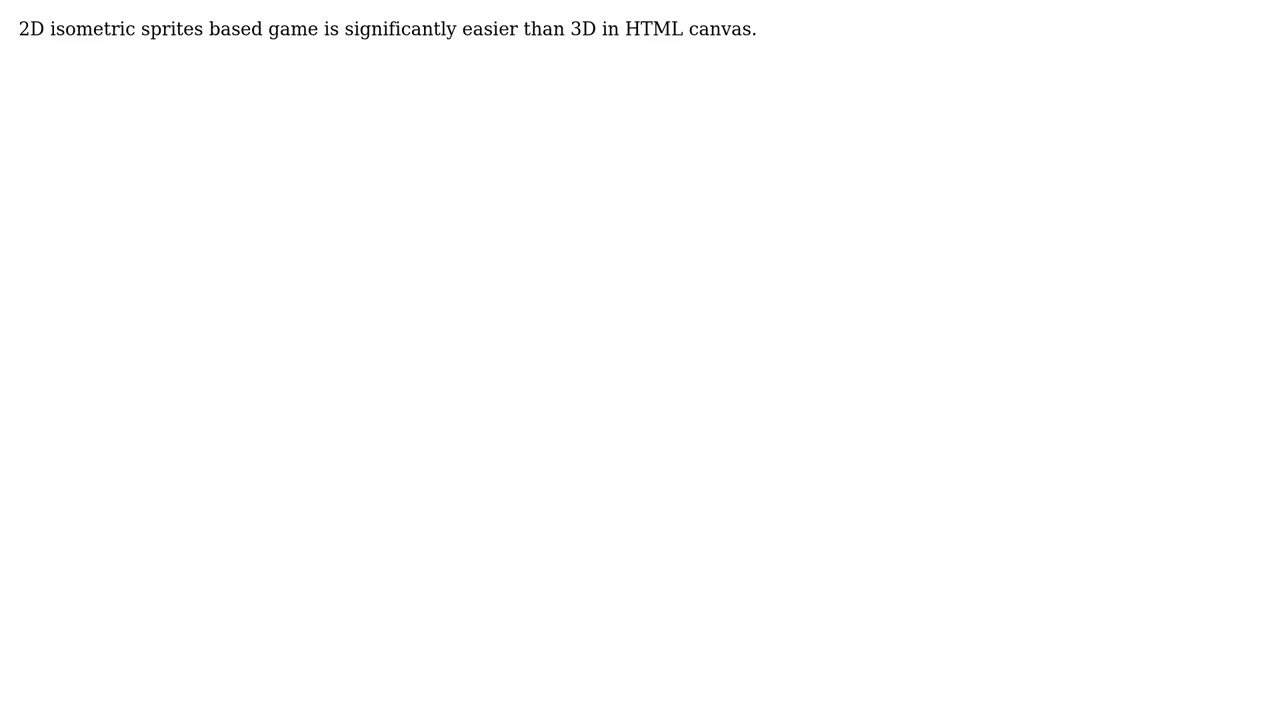 2D isometric sprites based game is significantly easier than 3D in HTML canvas.